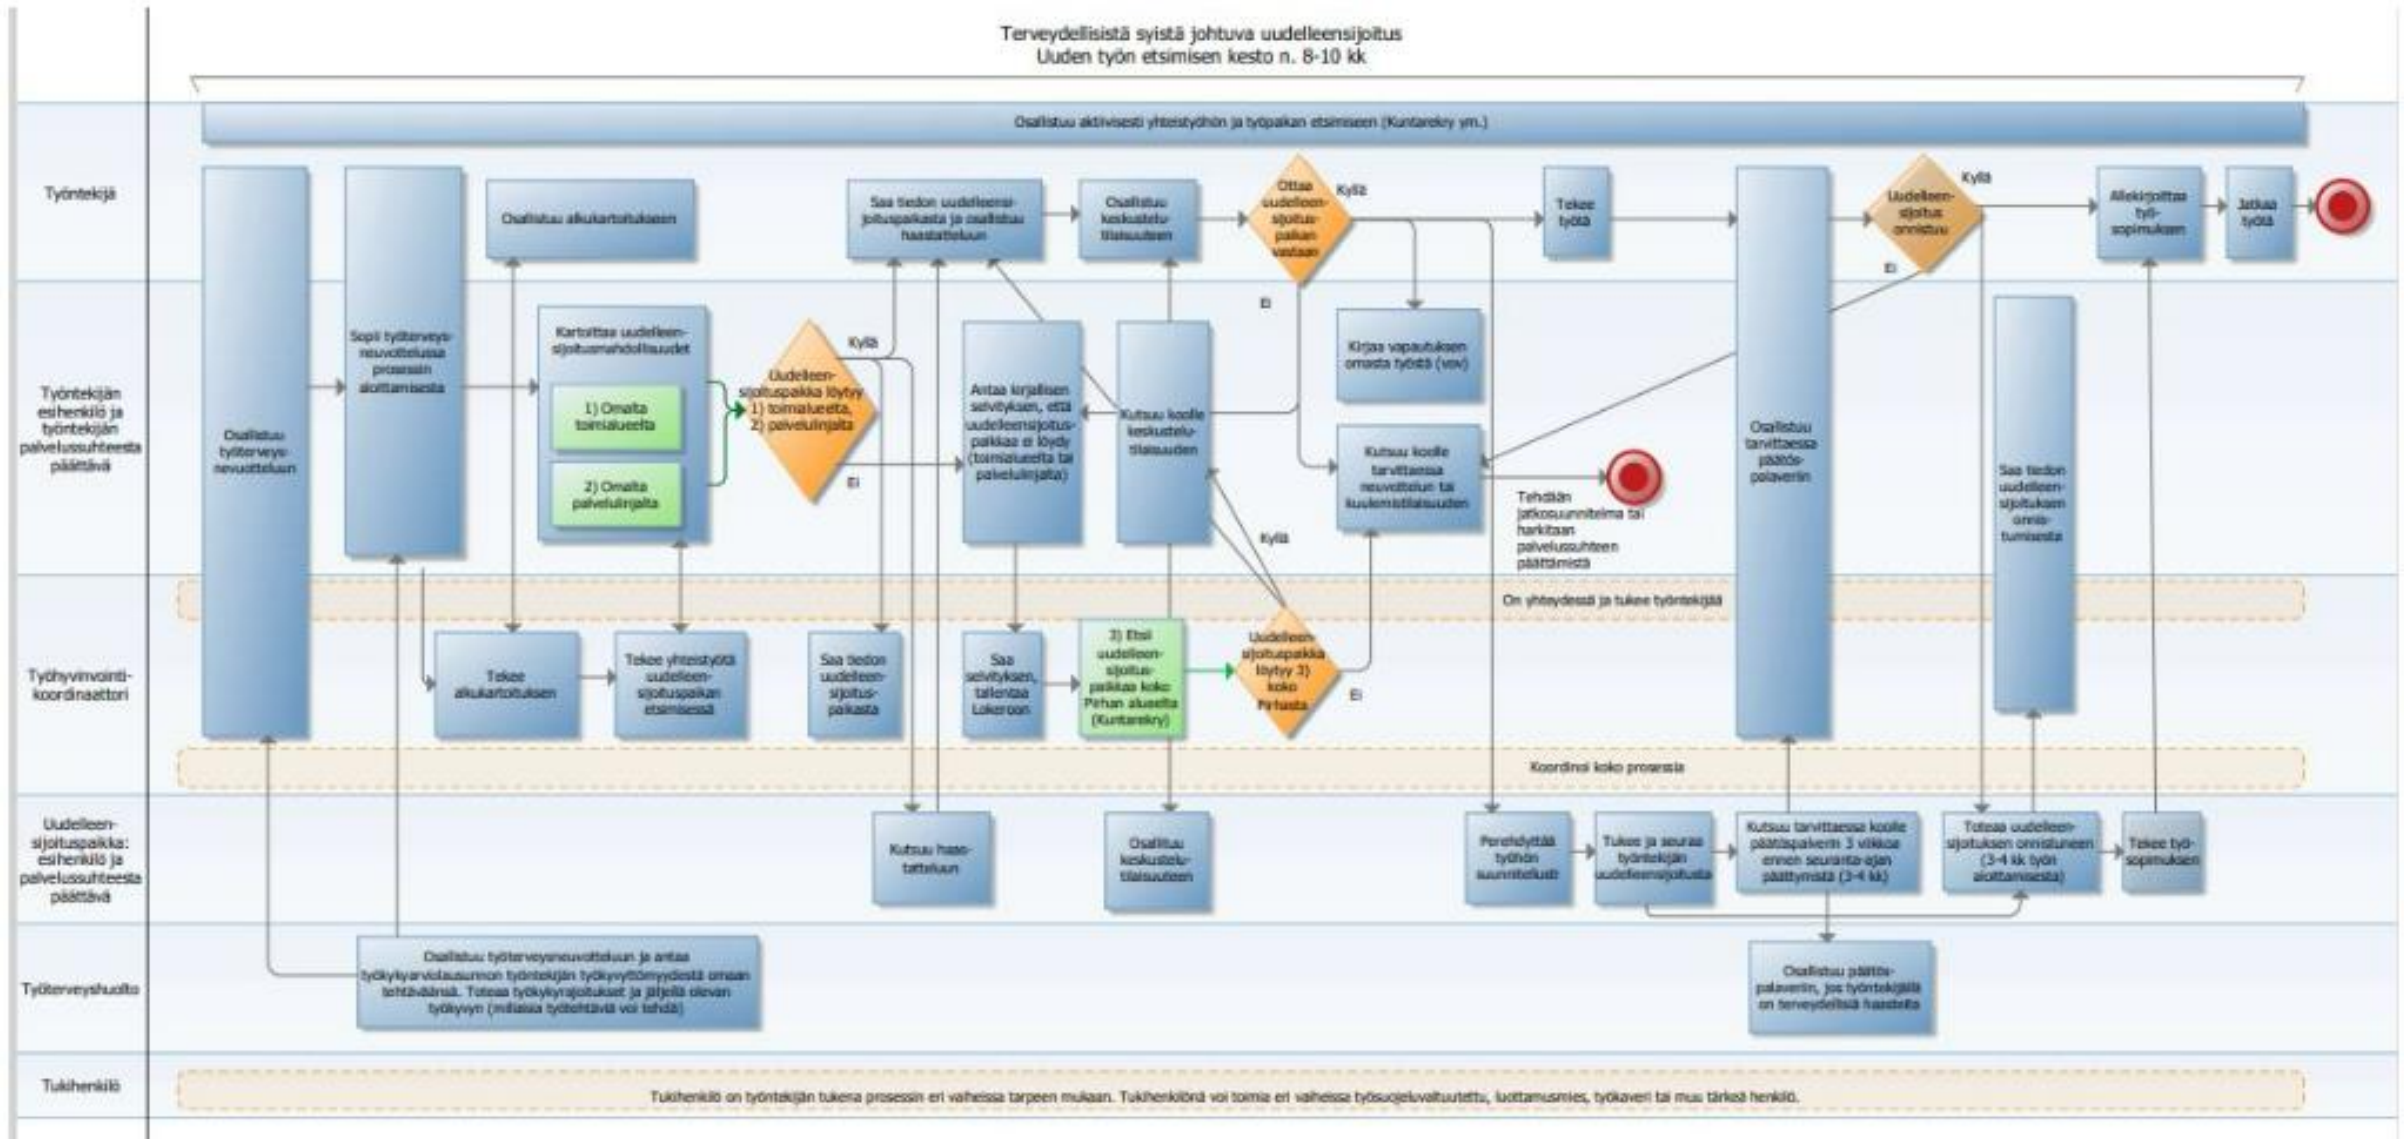 Terveydellisistä syistä johtuva uudelleensijoitus
Uuden työn etsimisen kesto n. 8-10 kk
Osallistuu aktiivisesti yhteistyöhön ja työpaikan etsimiseen (Kuntarekry ym.)
Työntekijä
Osallistuu alkukartoitukseen
Saa tiedon uudelleensi-
joituspaikasta ja osallistuu
haastatteluun
Osallistuu
keskustelu-
tilaisuuteen
Ottaa
uudelleen-
sijoitus-
paikan
vastaan
Kyllä
Ei
Tekee
työtä
Uudelleen-
sijoitus
onnistuu
Kyllä
Ei
Allekirjoittaa
työ-
sopimuksen
Jatkaa
työtä
Työntekijän
esihenkilö ja
työntekijän
palvelussuhteesta
päättävä
Osallistuu
työterveys-
nevuotteluun
Sopii työterveys-
neuvottelussa
prosessin
aloittamisesta
Kartoittaa uudelleen-
sijoitusmahdollisuudet
1) Omalta
toimialueelta
2) Omalta
palvelulinjalta
Uudelleen-
sijoituspaikka löytyy
1) toimialueelta,
2) palvelulinjalta
Kyllä
Ei
Antaa kirjallisen
selvityksen, että
uudelleensijoitus-
paikkaa ei löydy
(toimialueelta tai
palvelulinjalta)
Kutsuu koolle
keskustelu-
tilaisuuden
Kyllä
Kirjaa vapautuksen
omasta työstä (vov)
Kutsuu koolle
tarvittaessa
neuvottelun tai
kuulemistilaisuuden
Tehdään
jatkosuunnitelma tai
harkitaan
palvelussuhteen
päättämistä
Osallistuu
tarvittaessa
päätös-
palaveriin
Saa tiedon
uudelleen-
sijoituksen
onnis-
tumisesta
On yhteydessä ja tukee työntekijää
Työhyvinvointi-
koordinaattori
Tekee
alkukartoituksen
Tekee yhteistyötä
uudelleen-
sijoituspaikan
etsimisessä
Saa tiedon
uudelleen-
sijoitus-
paikasta
Saa
selvityksen,
tallentaa
Lokeroon
3) Etsii
uudelleen-
sijoitus-
paikkaa koko
Pirhan alueelta
(Kuntarekry)
Uudelleen-
sijoituspaikka
löytyy 3)
koko
Pirhasta
Ei
Koordinoi koko prosessia
Uudelleen-
sijoituspaikka:
esihenkilö ja
palvelussuhteesta
päättävä
Kutsuu haas-
tatteluun
Osallituu
keskustelu-
tilaisuuteen
Perehdyttää
työhön
suunnitellusti
Tukee ja seuraa
työntekijän
uudelleensijoitusta
Kutsuu tarvittaessa koolle
päätöspalverin 3 viikkoa
ennen seuranta-ajan
päättymistä (3-4 kk)
Toteaa uudelleen-
sijoituksen onnistuneen
(3-4 kk työn
aloittamisesta)
Tekee työ-
sopimuksen
Työterveyshuolto
Osallistuu työterveysneuvotteluun ja antaa
työkykyarviolausunnon työntekijän työkyvyttömyydestä omaan
tehtäväänsä. Toteaa työkykyrajoitukset ja jäljellä olevan
työkyvyn (millaisia työtehtäviä voi tehdä)
Osallistuu päätös-
palaveriin, jos työntekijällä
on terveydellisiä haasteita
Tukihenkilö
Tukihenkilö on työntekijän tukena prosessin eri vaiheissa tarpeen mukaan. Tukihenkilönä voi toimia eri vaiheissa työsuojeluvaltuutettu, luottamusmies, työkaveri tai muu tärkeä henkilö.